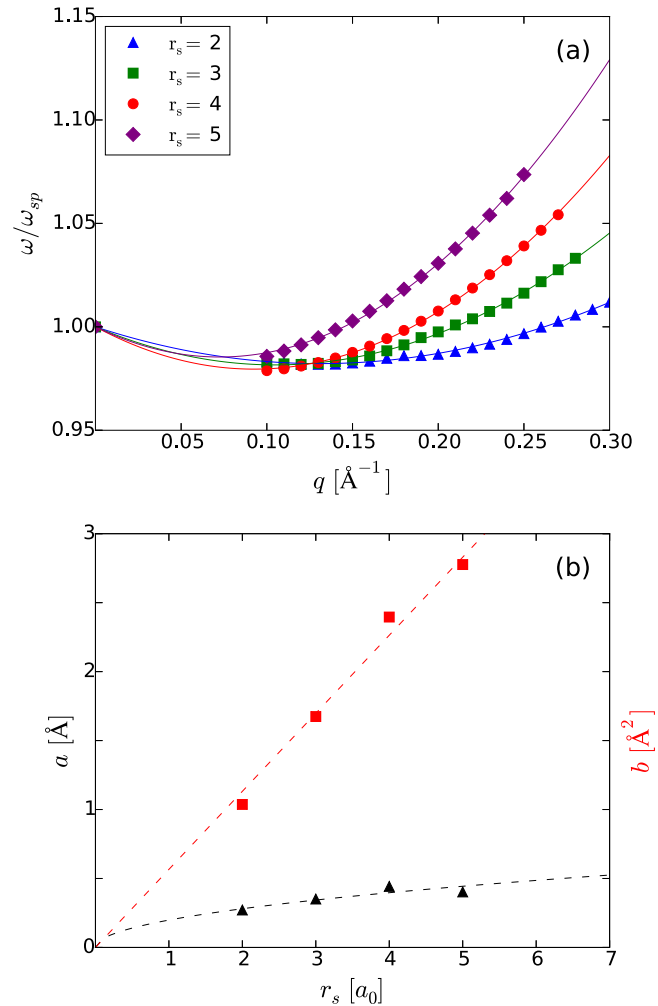 1.15
(a)
r_s = 2
r_s = 3
r_s = 4
r_s = 5
1.10
1.05
1.00
0.95
ω/ω_sp
0.05 0.10 0.15 0.20 0.25 0.30
q [Å⁻¹]
3
(b)
2
1
0
a [Å]
b [Å²]
1 2 3 4 5 6 7
r_s [a_0]